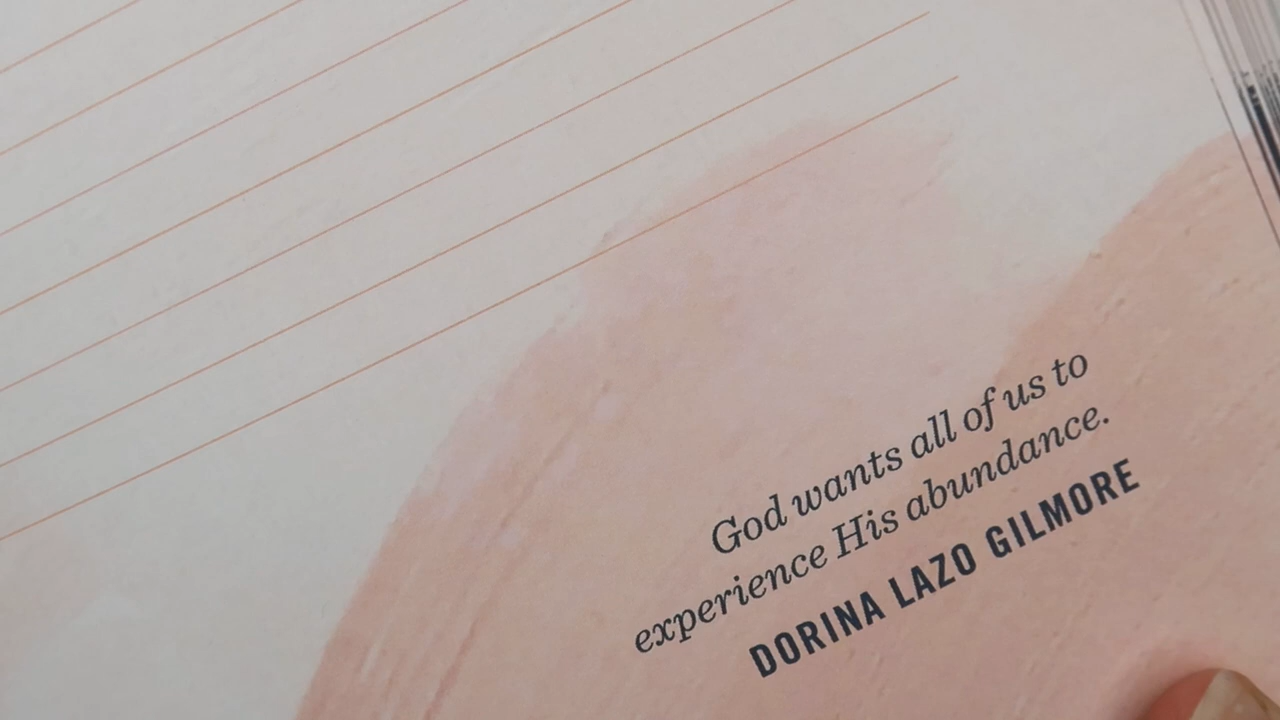 God wants all of us to
experience His abundance.
DORINA LAZO GILMORE